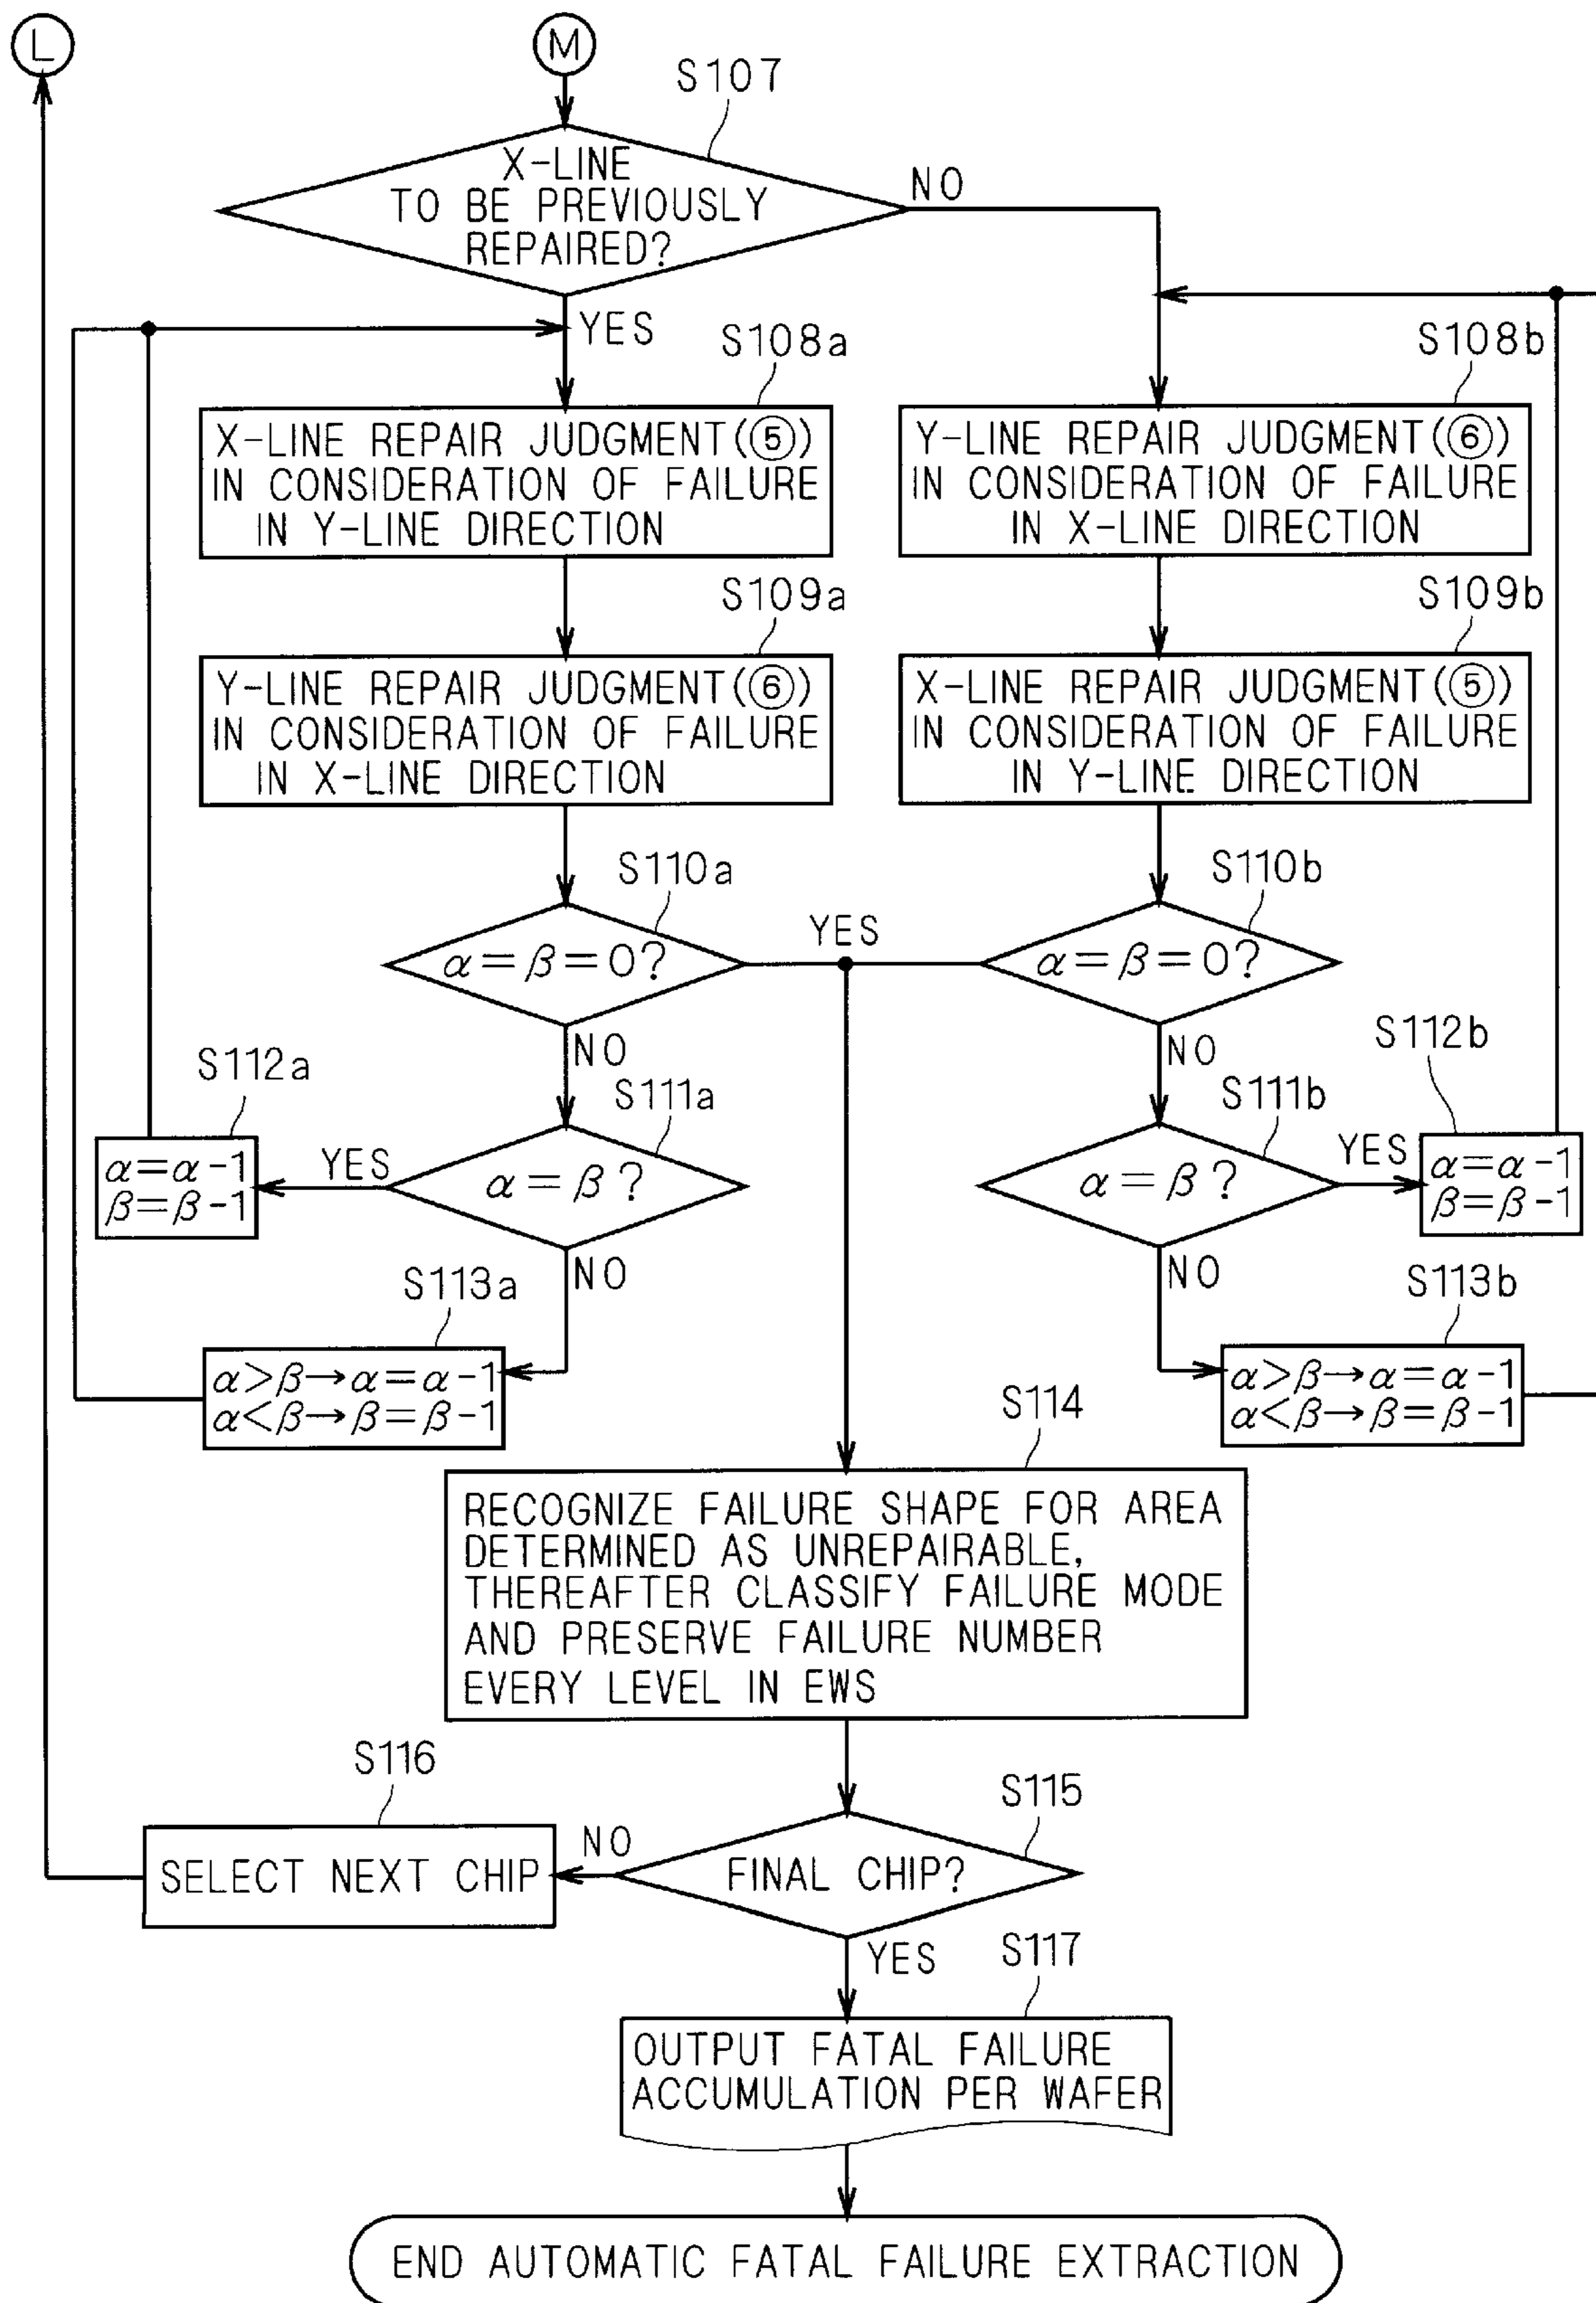 L
M
S107
X-LINE
TO BE PREVIOUSLY
REPAIRED?
NO
YES
S108a
S108b
X-LINE REPAIR JUDGMENT(⑤)
IN CONSIDERATION OF FAILURE
IN Y-LINE DIRECTION
Y-LINE REPAIR JUDGMENT(⑥)
IN CONSIDERATION OF FAILURE
IN X-LINE DIRECTION
S109a
S109b
Y-LINE REPAIR JUDGMENT(⑥)
IN CONSIDERATION OF FAILURE
IN X-LINE DIRECTION
X-LINE REPAIR JUDGMENT(⑤)
IN CONSIDERATION OF FAILURE
IN Y-LINE DIRECTION
S110a
S110b
α=β=0?
YES
α=β=0?
NO
NO
S112a
S111a
S111b
S112b
α=α-1
β=β-1
YES
α=β?
α=β?
YES
α=α-1
β=β-1
NO
NO
S113a
S113b
α>β→α=α-1
α<β→β=β-1
α>β→α=α-1
α<β→β=β-1
S114
RECOGNIZE FAILURE SHAPE FOR AREA
DETERMINED AS UNREPAIRABLE,
THEREAFTER CLASSIFY FAILURE MODE
AND PRESERVE FAILURE NUMBER
EVERY LEVEL IN EWS
S116
S115
SELECT NEXT CHIP
NO
FINAL CHIP?
YES
S117
OUTPUT FATAL FAILURE
ACCUMULATION PER WAFER
END AUTOMATIC FATAL FAILURE EXTRACTION